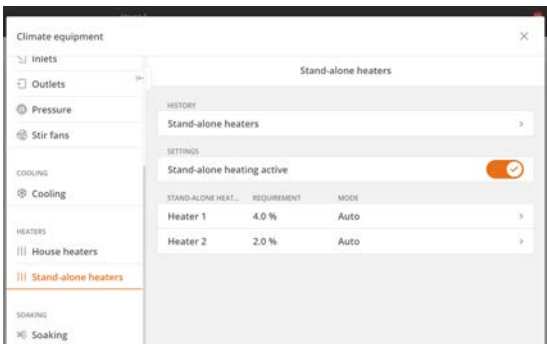 Climate equipment
Inlets
Outlets
Pressure
Stir fans
COOLING
Cooling
HEATERS
House heaters
Stand-alone heaters
SOAKING
Soaking
Stand-alone heaters
HISTORY
Stand-alone heaters
SETTINGS
Stand-alone heating active
STAND-ALONE HEAT... REQUIREMENT MODE
Heater 1 4.0 % Auto
Heater 2 2.0 % Auto